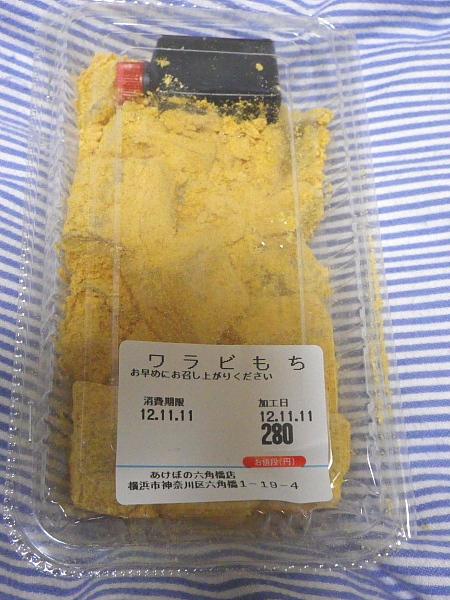 ワラビもち
お早めにお召し上がりください
消費期限 加工日
12.11.11 12.11.11
280
お値段(円)
あけぼの六角橋店
横浜市神奈川区六角橋1-19-4